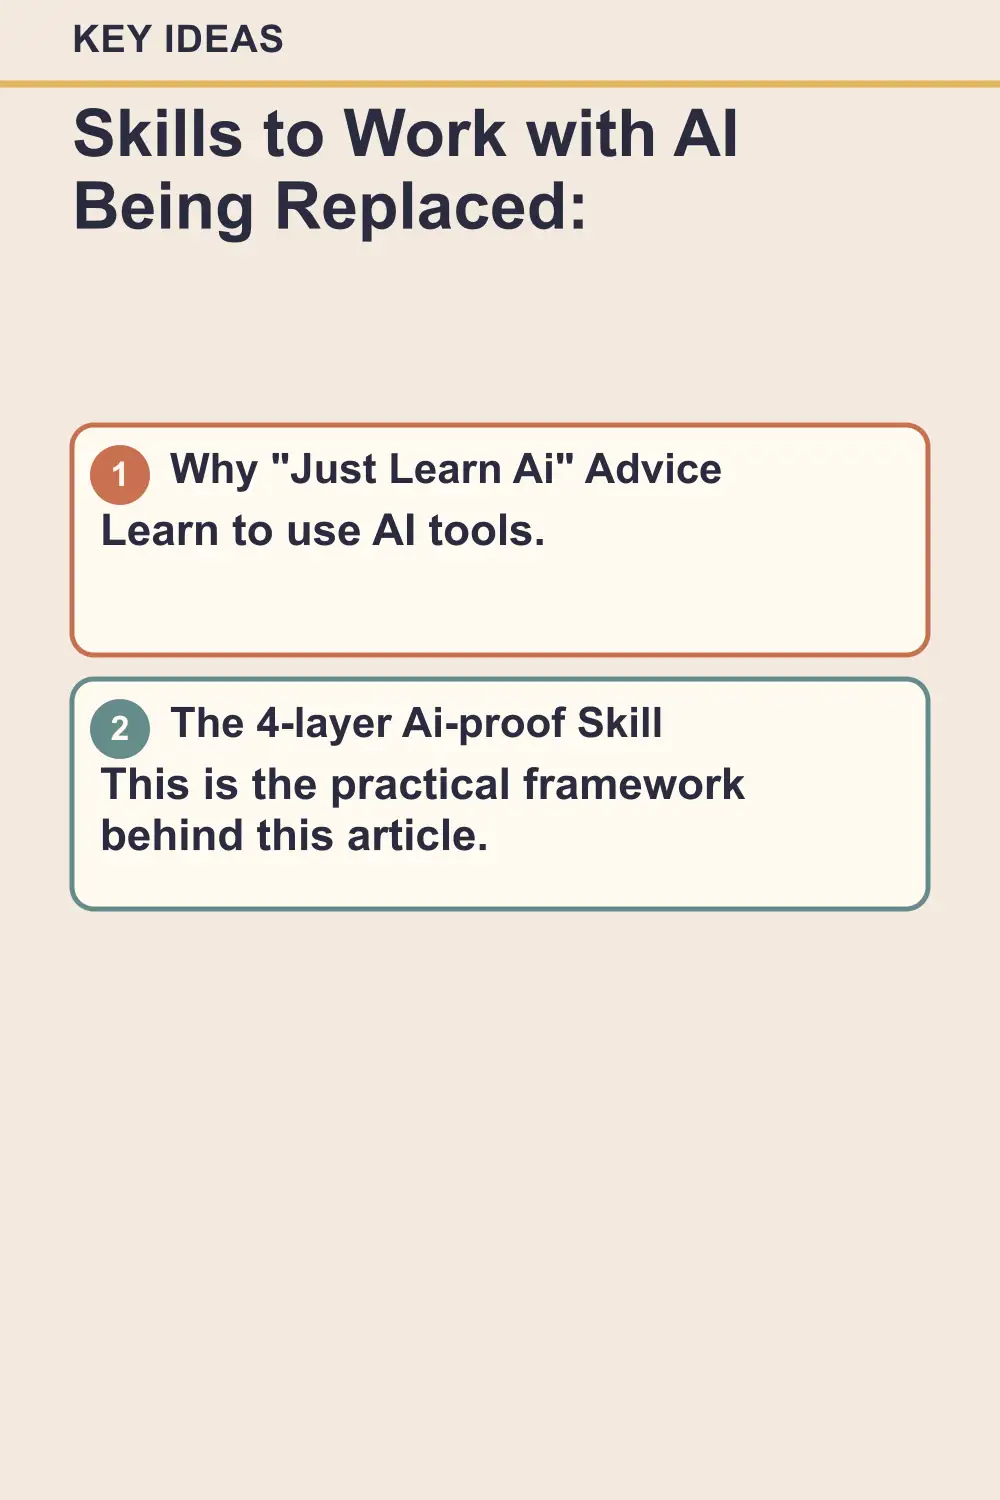 KEY IDEAS
Skills to Work with AI
Being Replaced:
1 Why "Just Learn Ai" Advice
Learn to use AI tools.
2 The 4-layer Ai-proof Skill
This is the practical framework
behind this article.